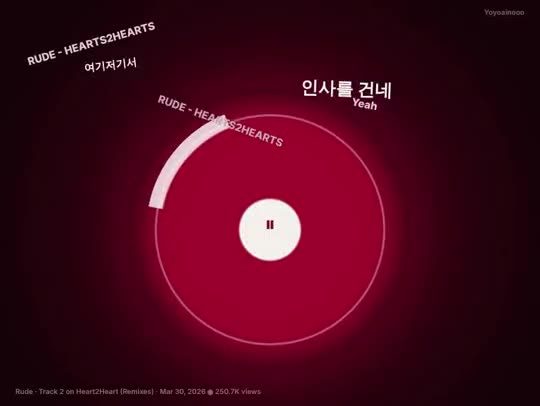 Yoyoainooo
RUDE - HEARTS2HEARTS
여기저기서
인사를 건네
Yeah
RUDE - HEARTS2HEARTS
Rude · Track 2 on Heart2Heart (Remixes) · Mar 30, 2026 ● 250.7K views